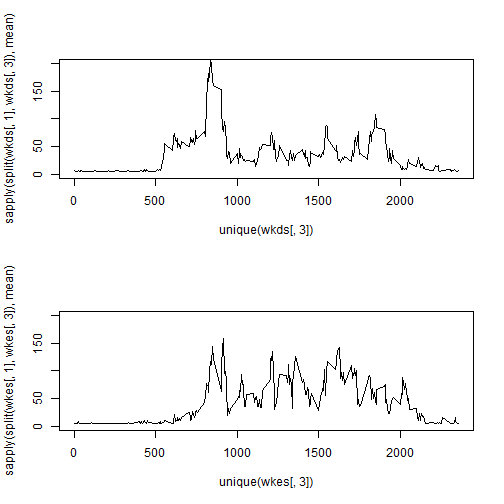 sapply(split(wkds[, 1], wkds[, 3]), mean)
0 50 150
0 500 1000 1500 2000
unique(wkds[, 3])
sapply(split(wkes[, 1], wkes[, 3]), mean)
0 50 150
0 500 1000 1500 2000
unique(wkes[, 3])